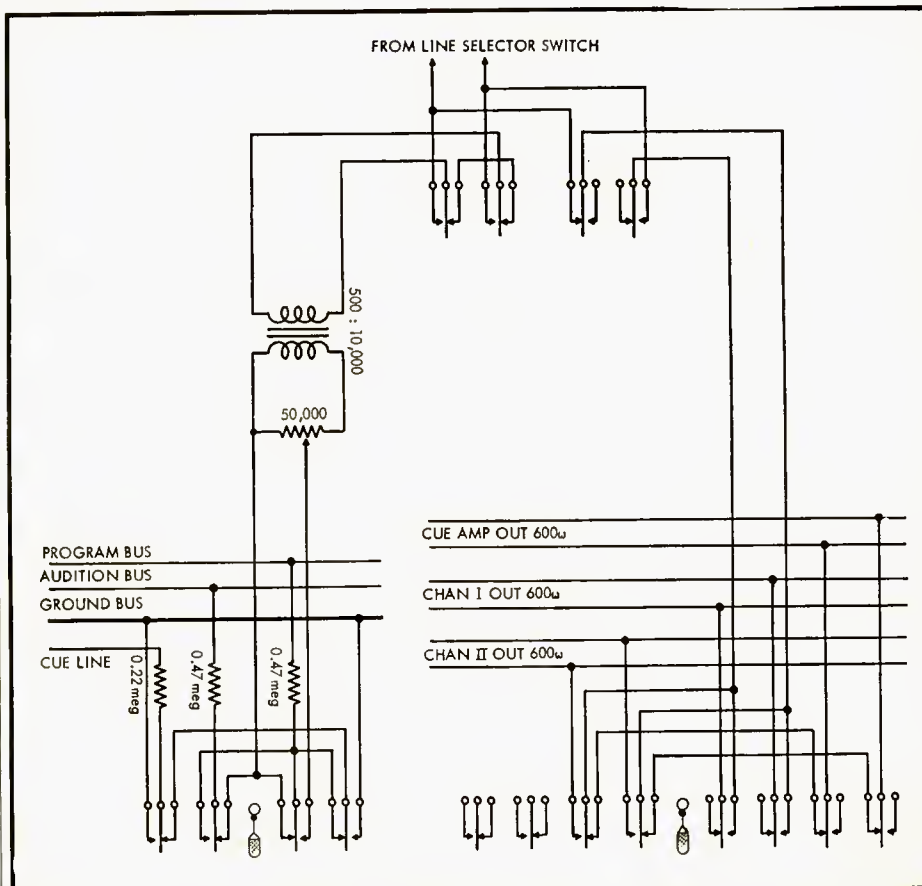 FROM LINE SELECTOR SWITCH
500 : 10,000
50,000
PROGRAM BUS
AUDITION BUS
GROUND BUS
CUE LINE
0.22 meg
0.47 meg
0.47 meg
CUE AMP OUT 600ω
CHAN I OUT 600ω
CHAN II OUT 600ω